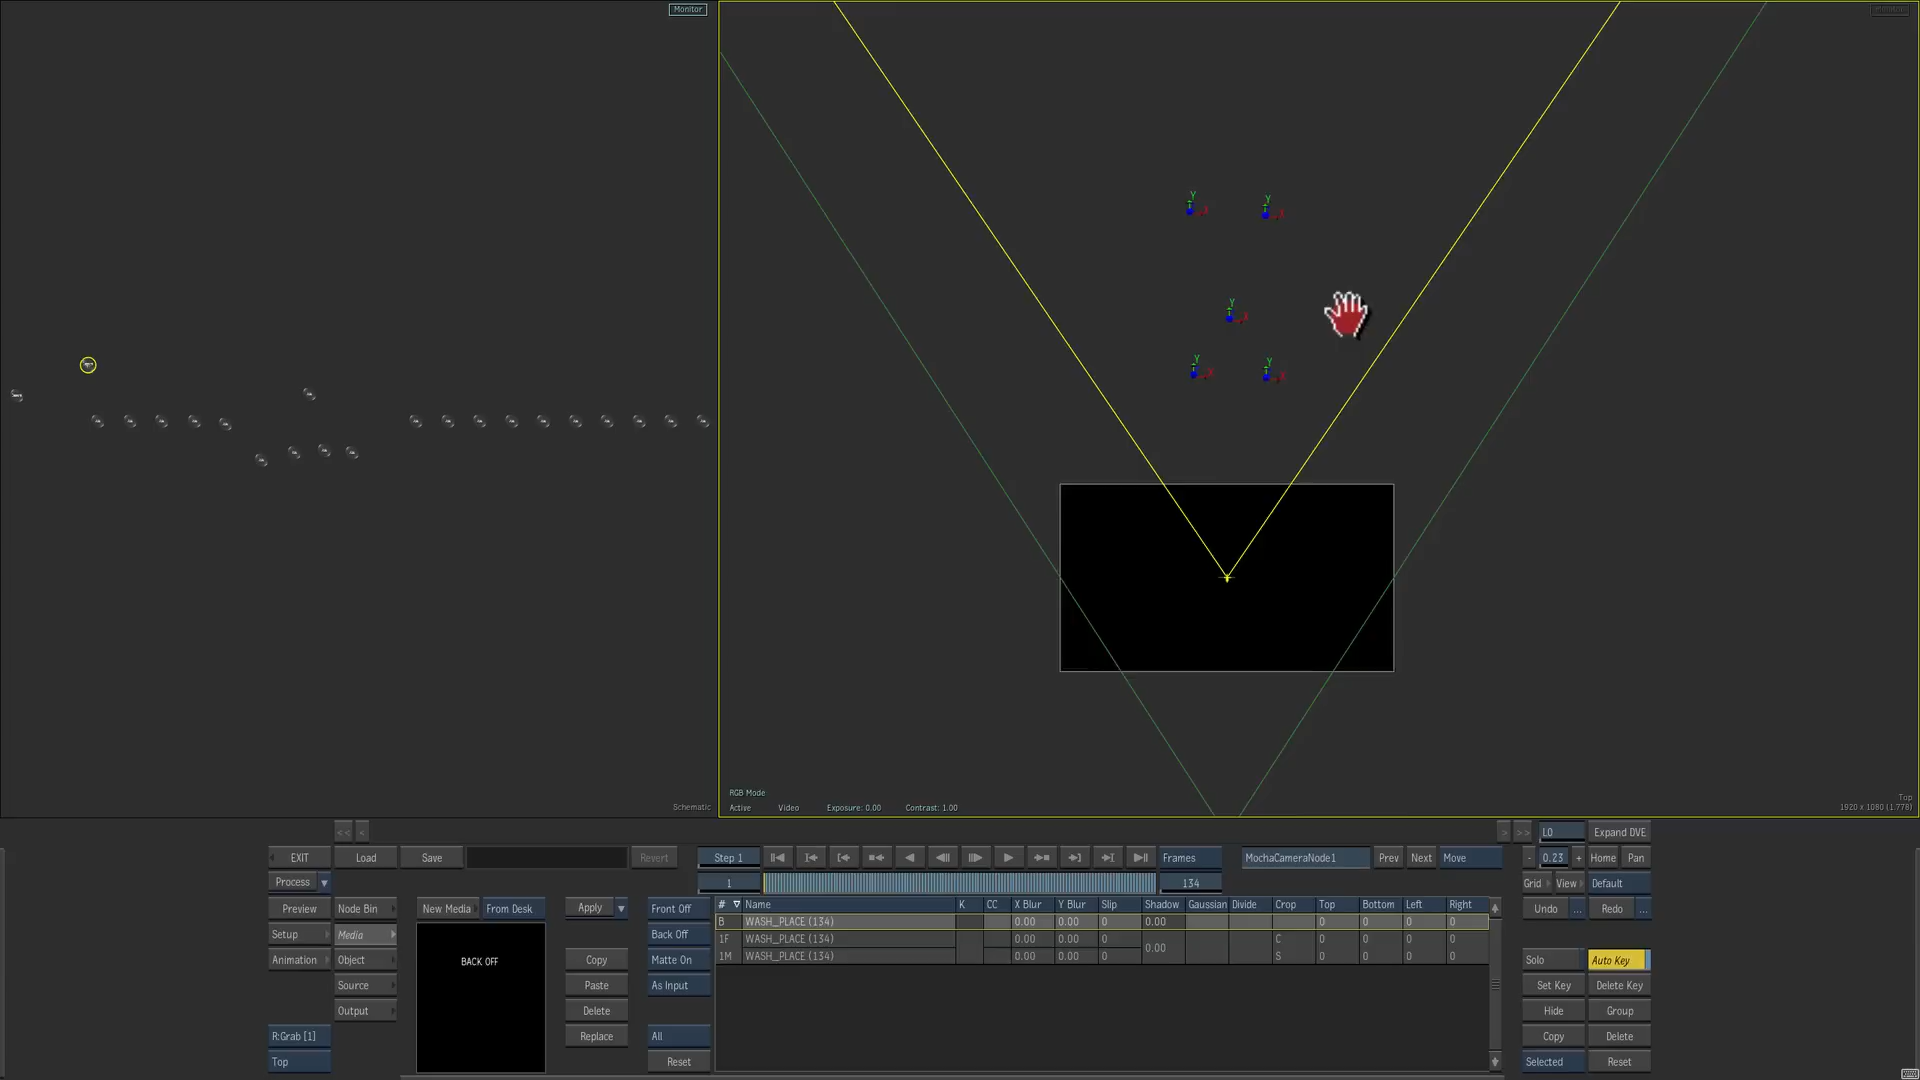 Monitor
Y
X
Y
X
Y
X
Y
X
Y
X
RGB Mode
Active Video Exposure: 0.00 Contrast: 1.00
Schematic
Top
1920 x 1080 (1.778)
<< < > >> L0 Expand DVE
EXIT Load Save Revert Step 1 Frames MochaCameraNode1 Prev Next Move - 0.23 + Home Pan
Process 1 134 Grid View Default
Preview Node Bin New Media From Desk Apply Front Off # Name K CC X Blur Y Blur Slip Shadow Gaussian Divide Crop Top Bottom Left Right Undo ... Redo ...
B WASH_PLACE (134) 0.00 0.00 0 0.00 0 0 0 0
Setup Media Back Off 1F WASH_PLACE (134) 0.00 0.00 0 0.00 C 0 0 0 0
Animation Object BACK OFF Copy Matte On 1M WASH_PLACE (134) 0.00 0.00 0 S 0 0 0 0 Solo Auto Key
Source Paste As Input Set Key Delete Key
Output Delete Hide Group
R:Grab [1] Replace All Copy Delete
Top Reset Selected Reset